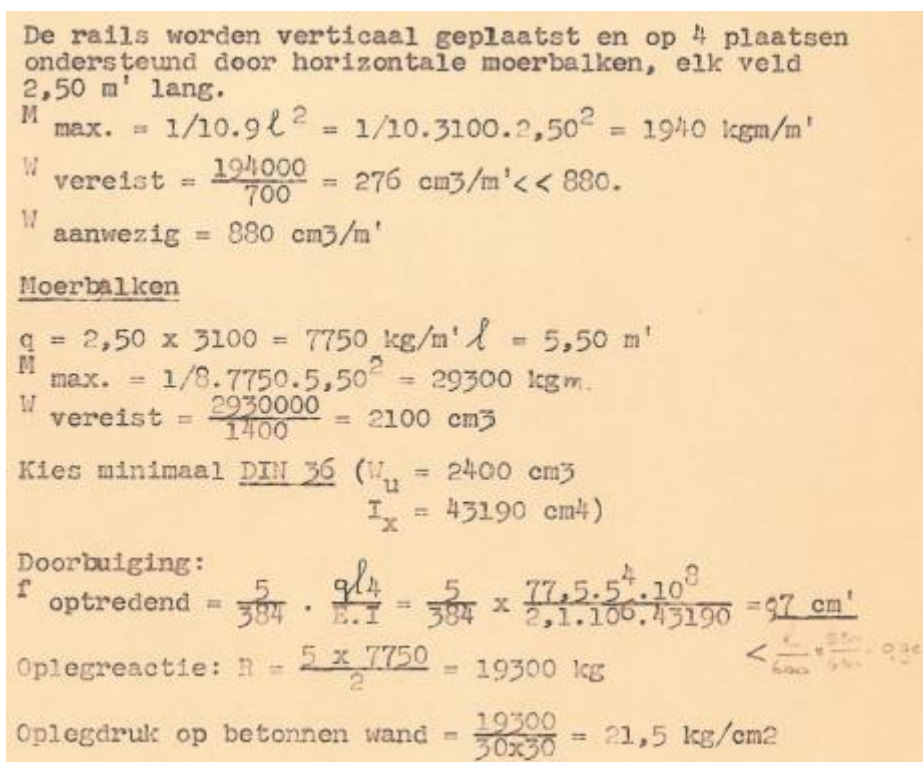 De rails worden verticaal geplaatst en op 4 plaatsen
ondersteund door horizontale moerbalken, elk veld
2,50 m' lang.
M max. = 1/10.9 ℓ² = 1/10.3100.2,50² = 1940 kgm/m'
W vereist = 194000/700 = 276 cm3/m'<< 880.
W aanwezig = 880 cm3/m'
Moerbalken
q = 2,50 x 3100 = 7750 kg/m' ℓ = 5,50 m'
M max. = 1/8.7750.5,50² = 29300 kgm.
W vereist = 2930000/1400 = 2100 cm3
Kies minimaal DIN 36 (W_u = 2400 cm3
I_x = 43190 cm4)
Doorbuiging:
f optredend = 5/384 . qℓ4/E.I = 5/384 x 77,5.5⁴.10⁸/2,1.10⁶.43190 = 97 cm'
Oplegreactie: R = 5 x 7750/2 = 19300 kg
Oplegdruk op betonnen wand = 19300/30x30 = 21,5 kg/cm2